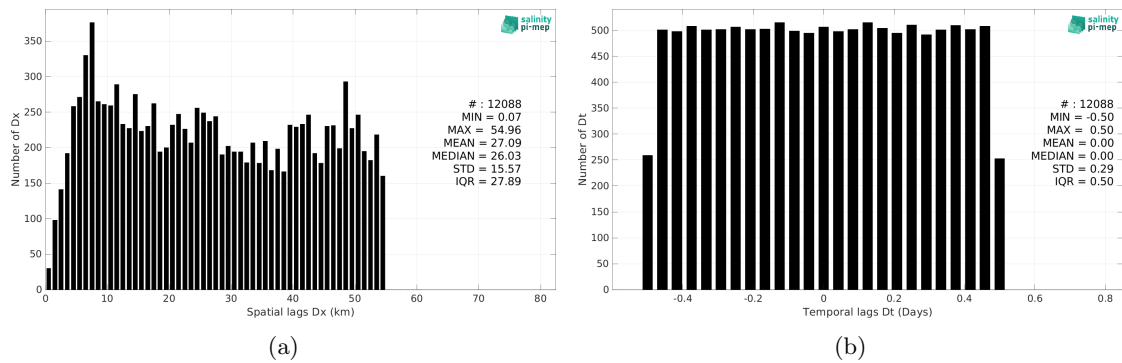 salinity
pi-mep
350
300
250
200
150
100
50
0
Number of Dx
# : 12088
MIN = 0.07
MAX = 54.96
MEAN = 27.09
MEDIAN = 26.03
STD = 15.57
IQR = 27.89
0 10 20 30 40 50 60 70 80
Spatial lags Dx (km)
(a)
salinity
pi-mep
500
450
400
350
300
250
200
150
100
50
0
Number of Dt
# : 12088
MIN = -0.50
MAX = 0.50
MEAN = 0.00
MEDIAN = 0.00
STD = 0.29
IQR = 0.50
-0.4 -0.2 0 0.2 0.4 0.6 0.8
Temporal lags Dt (Days)
(b)